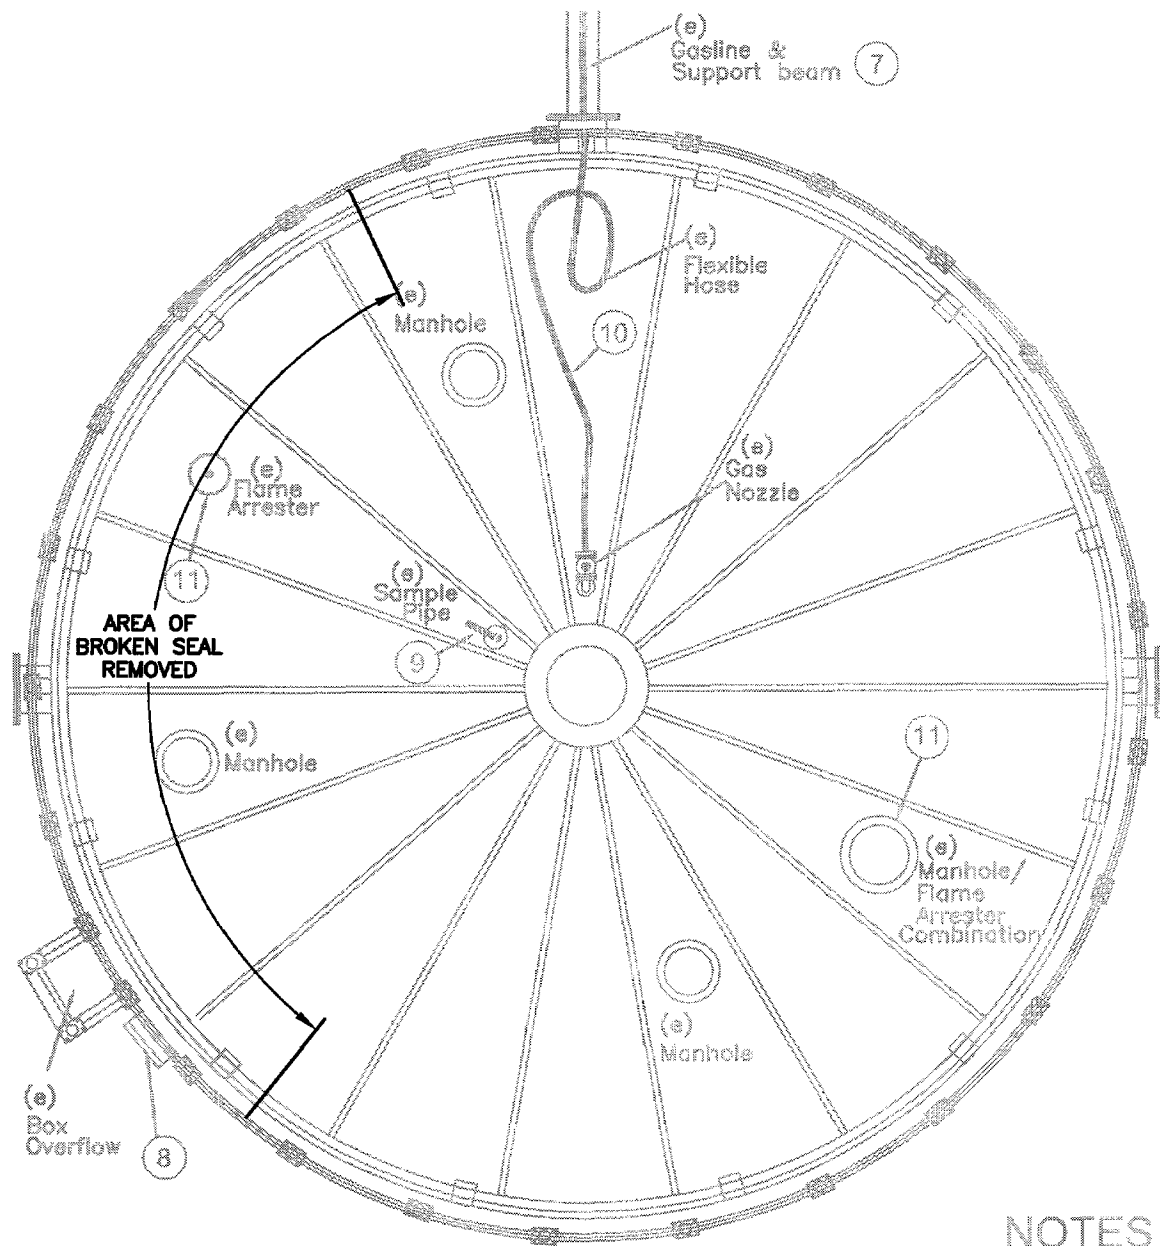 (e)
Gasline &
Support beam
7
(e)
Flexible
Hose
(e)
Manhole
10
(e)
Gas
Nozzle
(e)
Flame
Arrester
11
(e)
Sample
Pipe
9
AREA OF
BROKEN SEAL
REMOVED
(e)
Manhole
11
(e)
Manhole/
Flame
Arrester
Combination
(e)
Manhole
(e)
Box
Overflow
8
NOTES